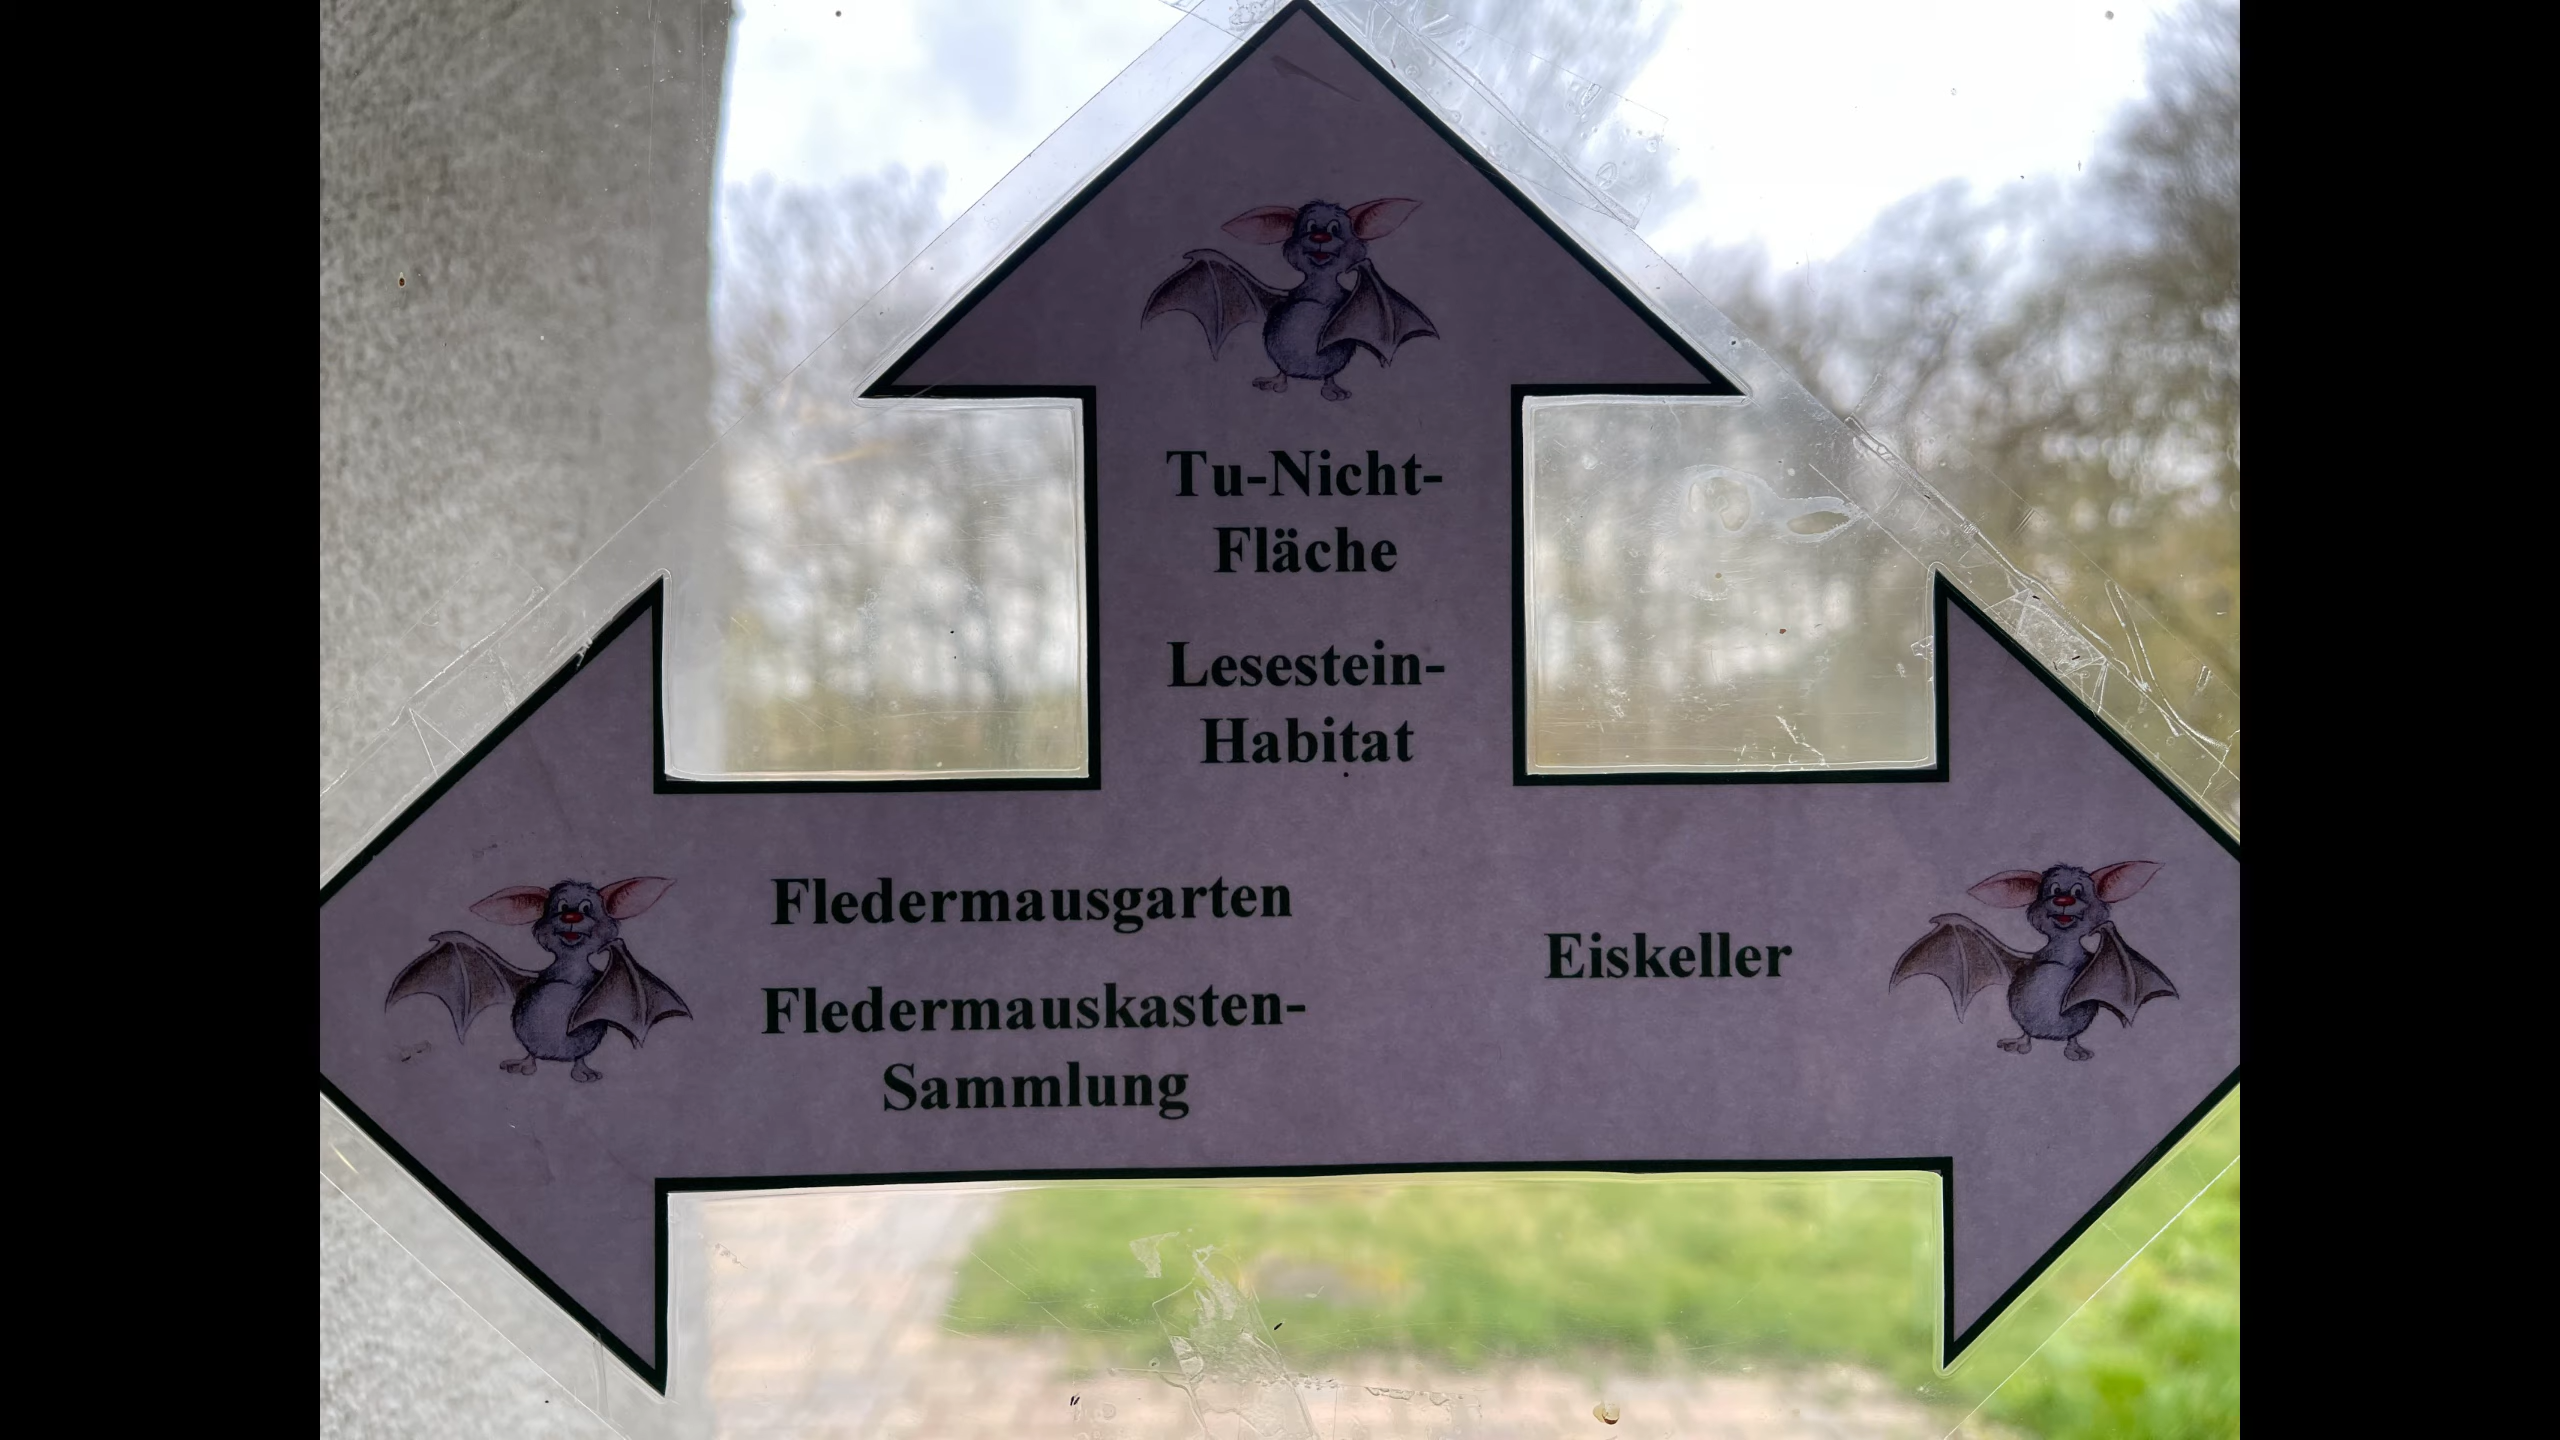 Tu-Nicht-
Fläche
Lesestein-
Habitat
Fledermausgarten
Fledermauskasten-
Sammlung
Eiskeller